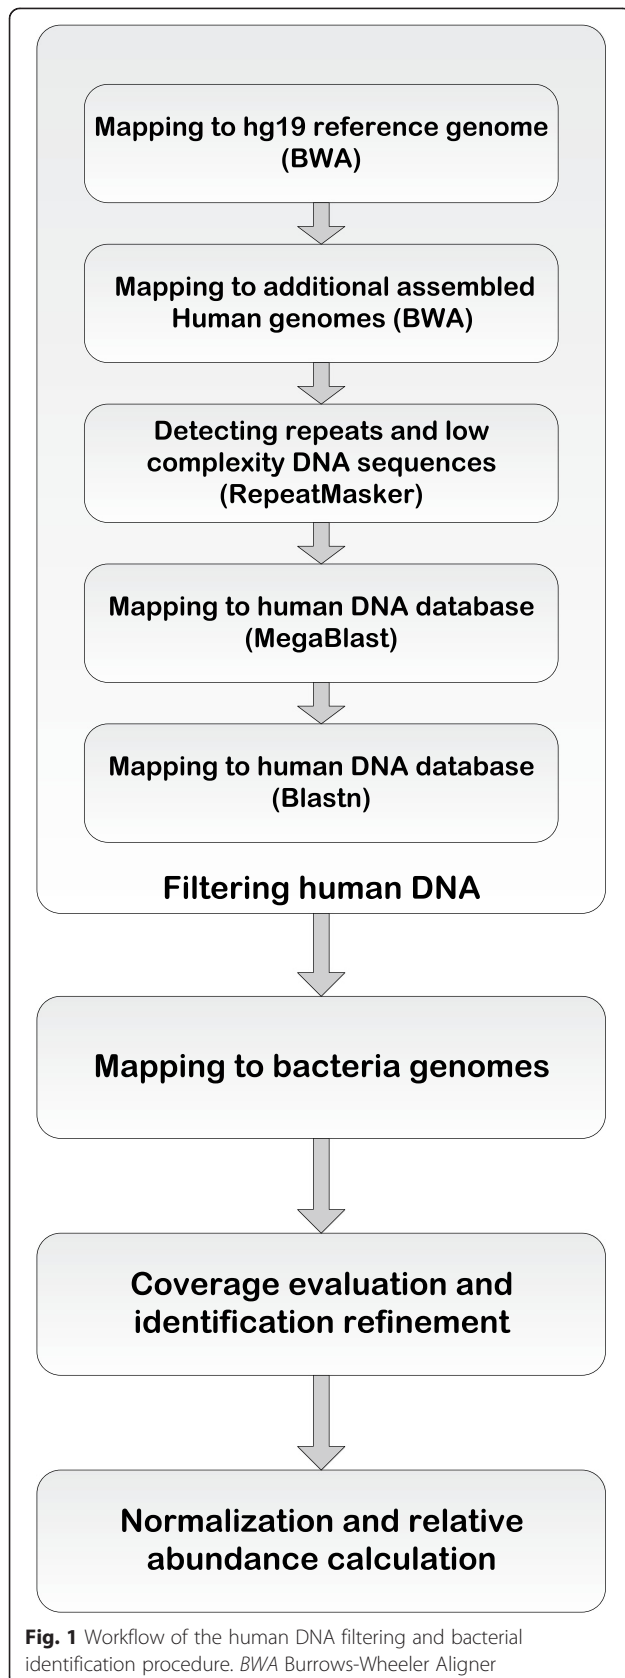 Mapping to hg19 reference genome
(BWA)
Mapping to additional assembled
Human genomes (BWA)
Detecting repeats and low
complexity DNA sequences
(RepeatMasker)
Mapping to human DNA database
(MegaBlast)
Mapping to human DNA database
(Blastn)
Filtering human DNA
Mapping to bacteria genomes
Coverage evaluation and
identification refinement
Normalization and relative
abundance calculation
Fig. 1 Workflow of the human DNA filtering and bacterial
identification procedure. BWA Burrows-Wheeler Aligner